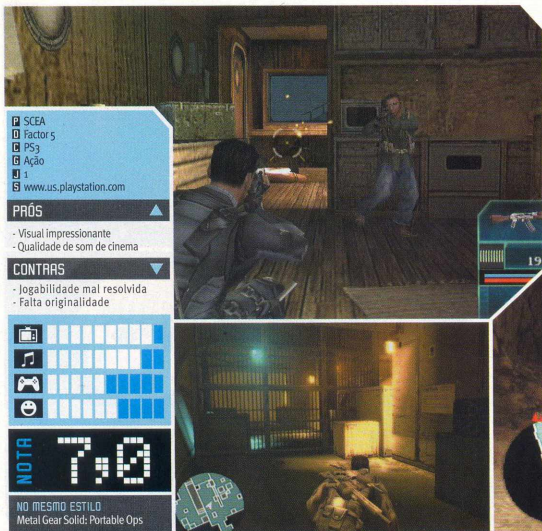 P SCEA
D Factor 5
C PS3
G Ação
J 1
S www.us.playstation.com
PRÓS
- Visual impressionante
- Qualidade de som de cinema
CONTRAS
- Jogabilidade mal resolvida
- Falta originalidade
NOTA
7,0
NO MESMO ESTILO
Metal Gear Solid: Portable Ops
19